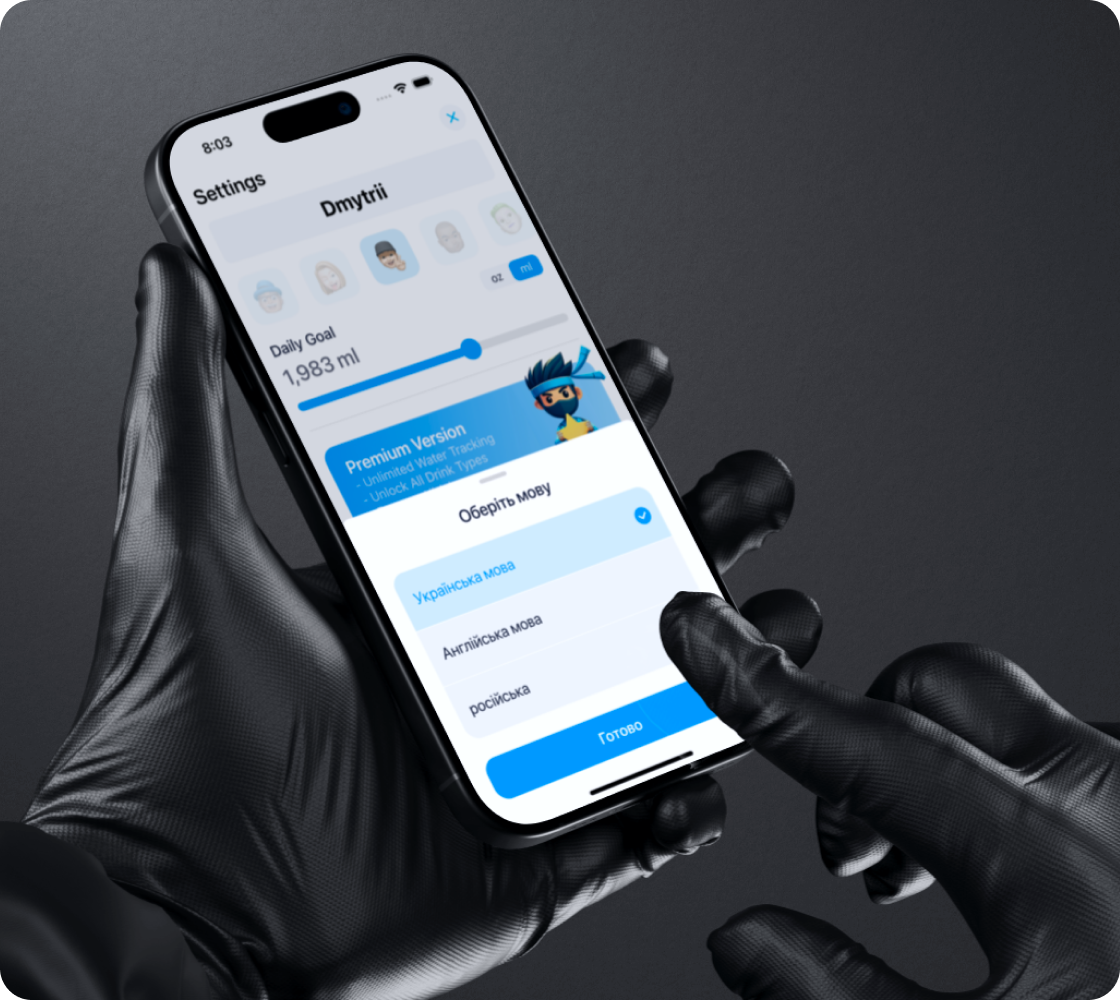 8:03
Settings
Dmytrii
oz ml
Daily Goal
1,983 ml
Premium Version
- Unlimited Water Tracking
- Unlock All Drink Types
Оберіть мову
Українська мова
Англійська мова
російська
Готово